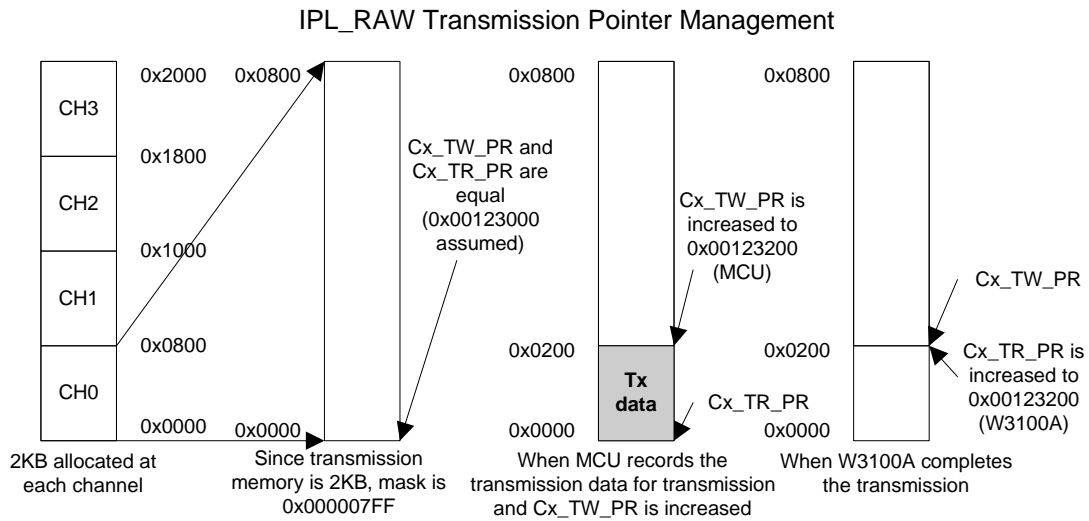 IPL_RAW Transmission Pointer Management
CH3
CH2
CH1
CH0
0x2000
0x1800
0x1000
0x0800
0x0000
2KB allocated at
each channel
0x0800
0x0000
Cx_TW_PR and
Cx_TR_PR are
equal
(0x00123000
assumed)
Since transmission
memory is 2KB, mask is
0x000007FF
0x0800
0x0200
0x0000
Tx
data
Cx_TW_PR is
increased to
0x00123200
(MCU)
Cx_TR_PR
When MCU records the
transmission data for transmission
and Cx_TW_PR is increased
0x0800
0x0200
0x0000
Cx_TW_PR
Cx_TR_PR is
increased to
0x00123200
(W3100A)
When W3100A completes
the transmission